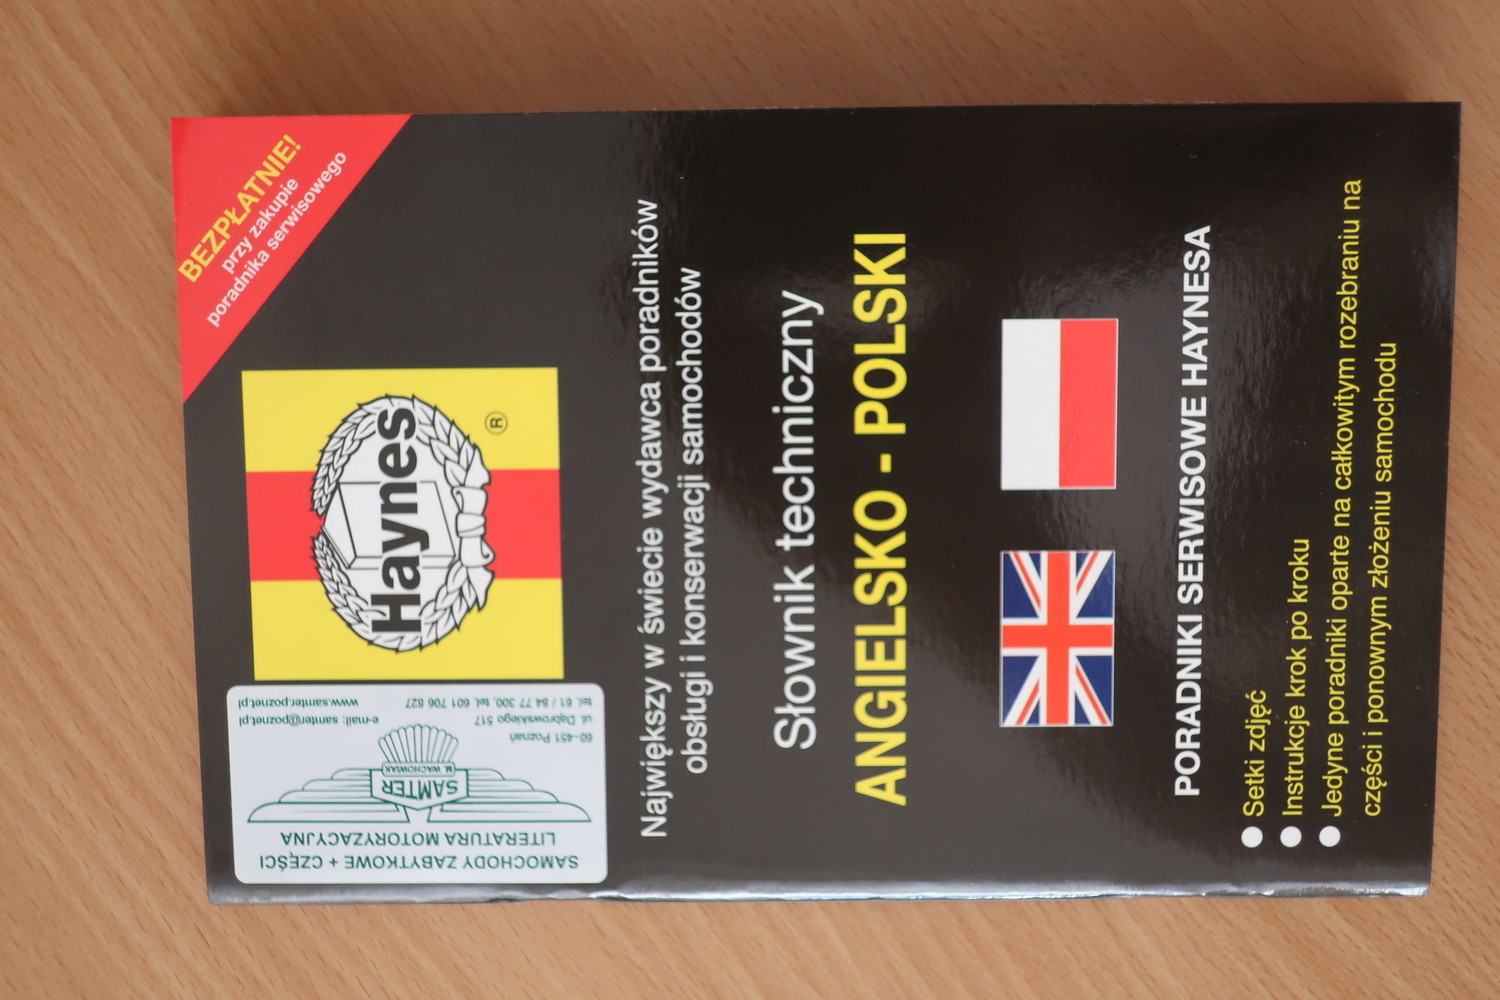 BEZPŁATNIE!
przy zakupie
poradnika serwisowego
Haynes
®
SAMOCHODY ZABYTKOWE + CZĘŚCI
LITERATURA MOTORYZACYJNA
SAMTER
M. WACHOWIAK
60-451 Poznań
ul. Dąbrowskiego 517
tel. 61 / 84 77 300, tel. 601 706 827
e-mail: samter@poznet.pl
www.samter.poznet.pl
Największy w świecie wydawca poradników
obsługi i konserwacji samochodów
Słownik techniczny
ANGIELSKO - POLSKI
PORADNIKI SERWISOWE HAYNESA
● Setki zdjęć
● Instrukcje krok po kroku
● Jedyne poradniki oparte na całkowitym rozebraniu na
części i ponownym złożeniu samochodu